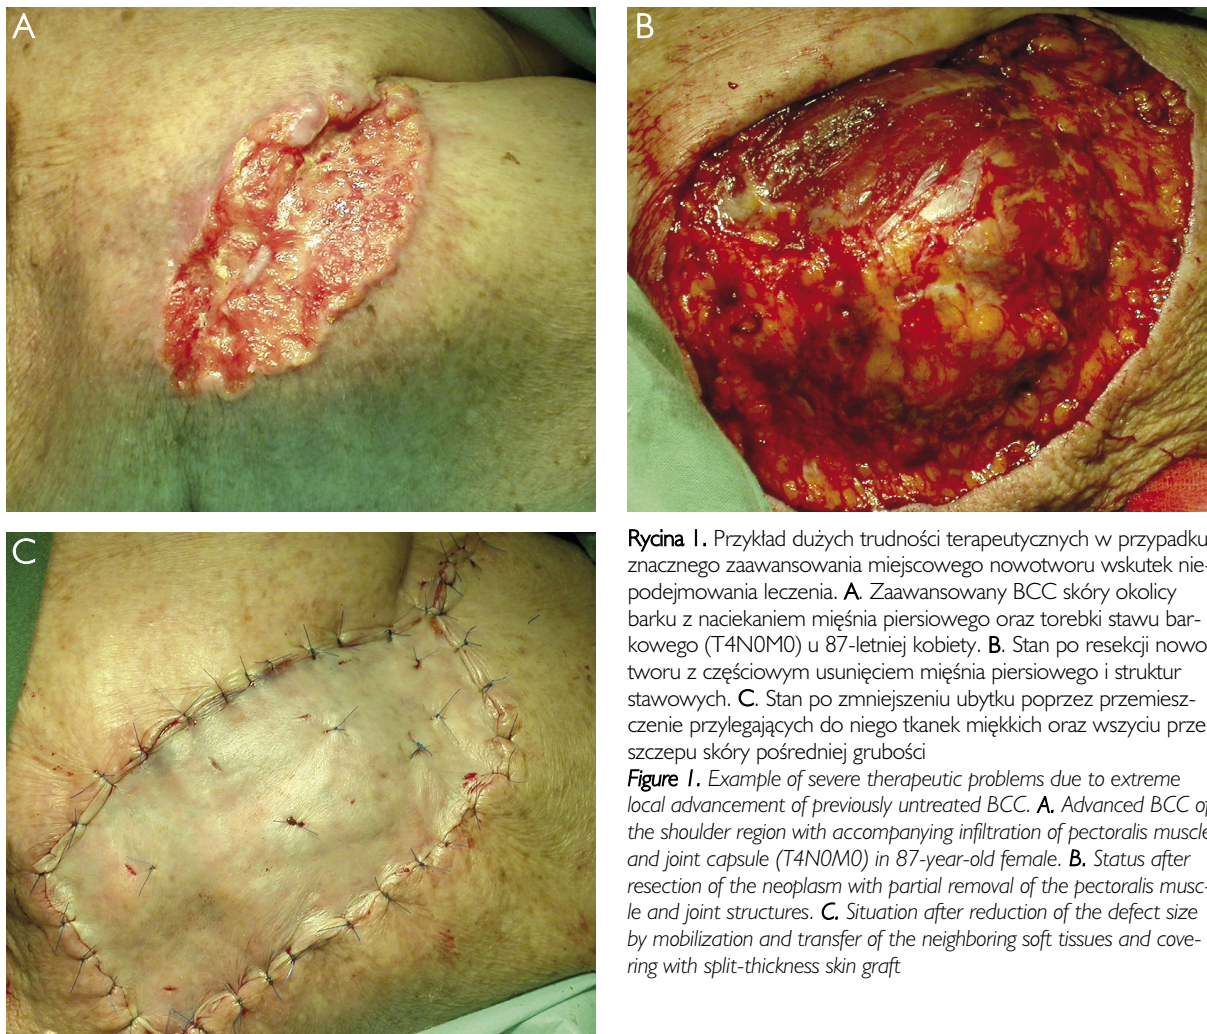 A
B
C
Rycina 1. Przykład dużych trudności terapeutycznych w przypadku
znacznego zaawansowania miejscowego nowotworu wskutek nie-
podejmowania leczenia. A. Zaawansowany BCC skóry okolicy
barku z naciekaniem mięśnia piersiowego oraz torebki stawu bar-
kowego (T4N0M0) u 87-letniej kobiety. B. Stan po resekcji nowo
tworu z częściowym usunięciem mięśnia piersiowego i struktur
stawowych. C. Stan po zmniejszeniu ubytku poprzez przemiesz-
czenie przylegających do niego tkanek miękkich oraz wszyciu prze
szczepu skóry pośredniej grubości
Figure 1. Example of severe therapeutic problems due to extreme
local advancement of previously untreated BCC. A. Advanced BCC of
the shoulder region with accompanying infiltration of pectoralis muscle
and joint capsule (T4N0M0) in 87-year-old female. B. Status after
resection of the neoplasm with partial removal of the pectoralis musc-
le and joint structures. C. Situation after reduction of the defect size
by mobilization and transfer of the neighboring soft tissues and cove-
ring with split-thickness skin graft